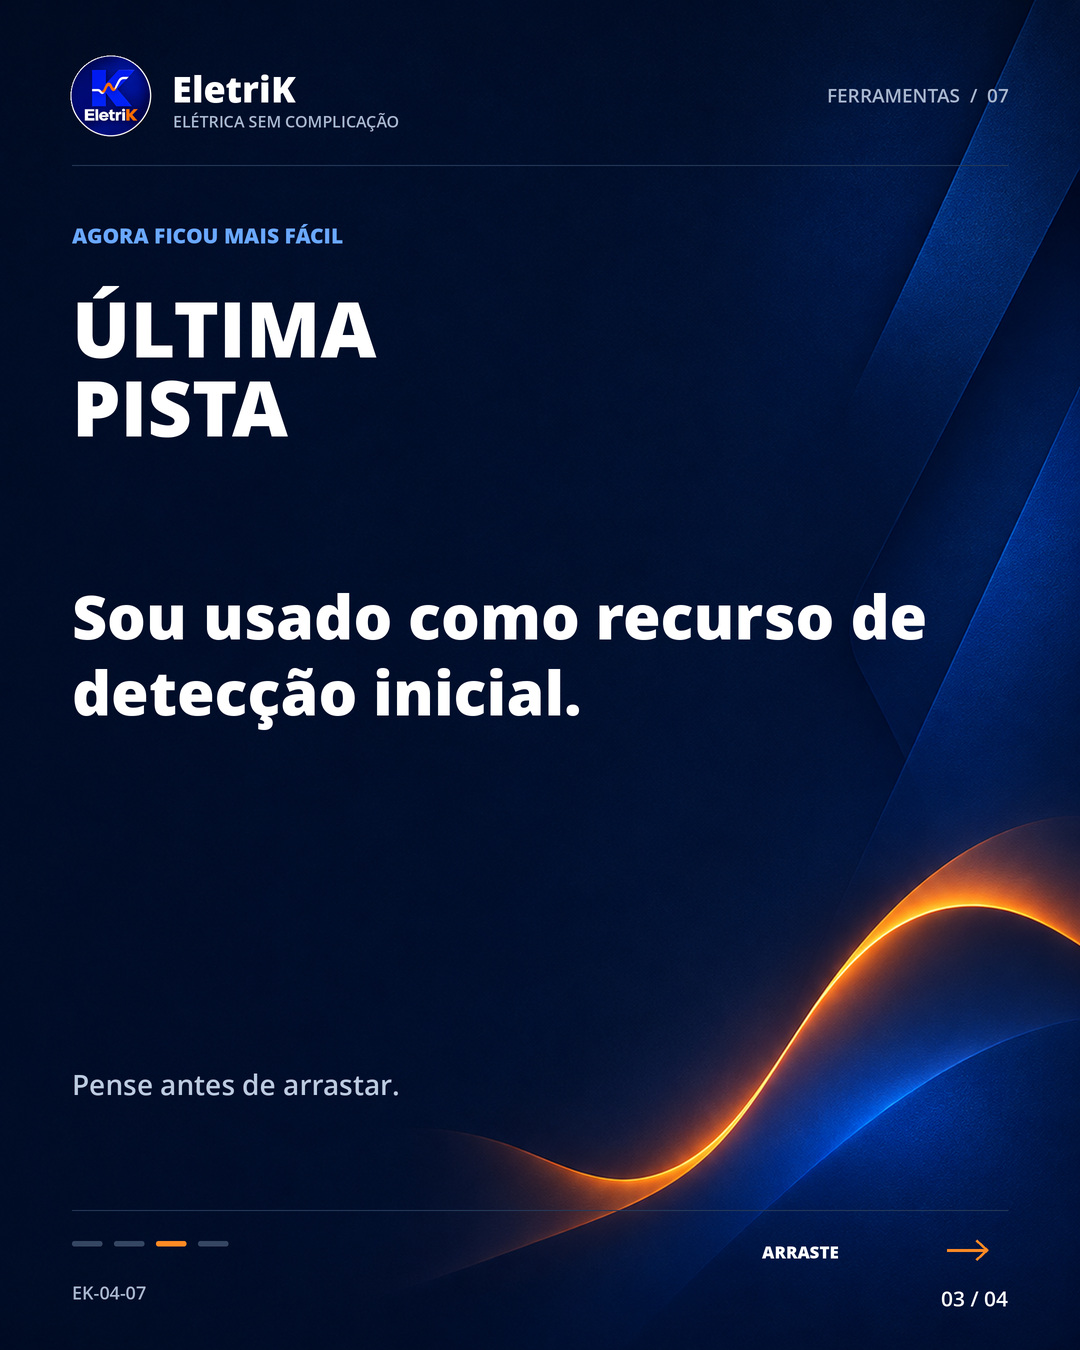 EletriK
EletriK
ELÉTRICA SEM COMPLICAÇÃO
FERRAMENTAS / 07
AGORA FICOU MAIS FÁCIL
ÚLTIMA
PISTA
Sou usado como recurso de
detecção inicial.
Pense antes de arrastar.
ARRASTE
EK-04-07
03 / 04